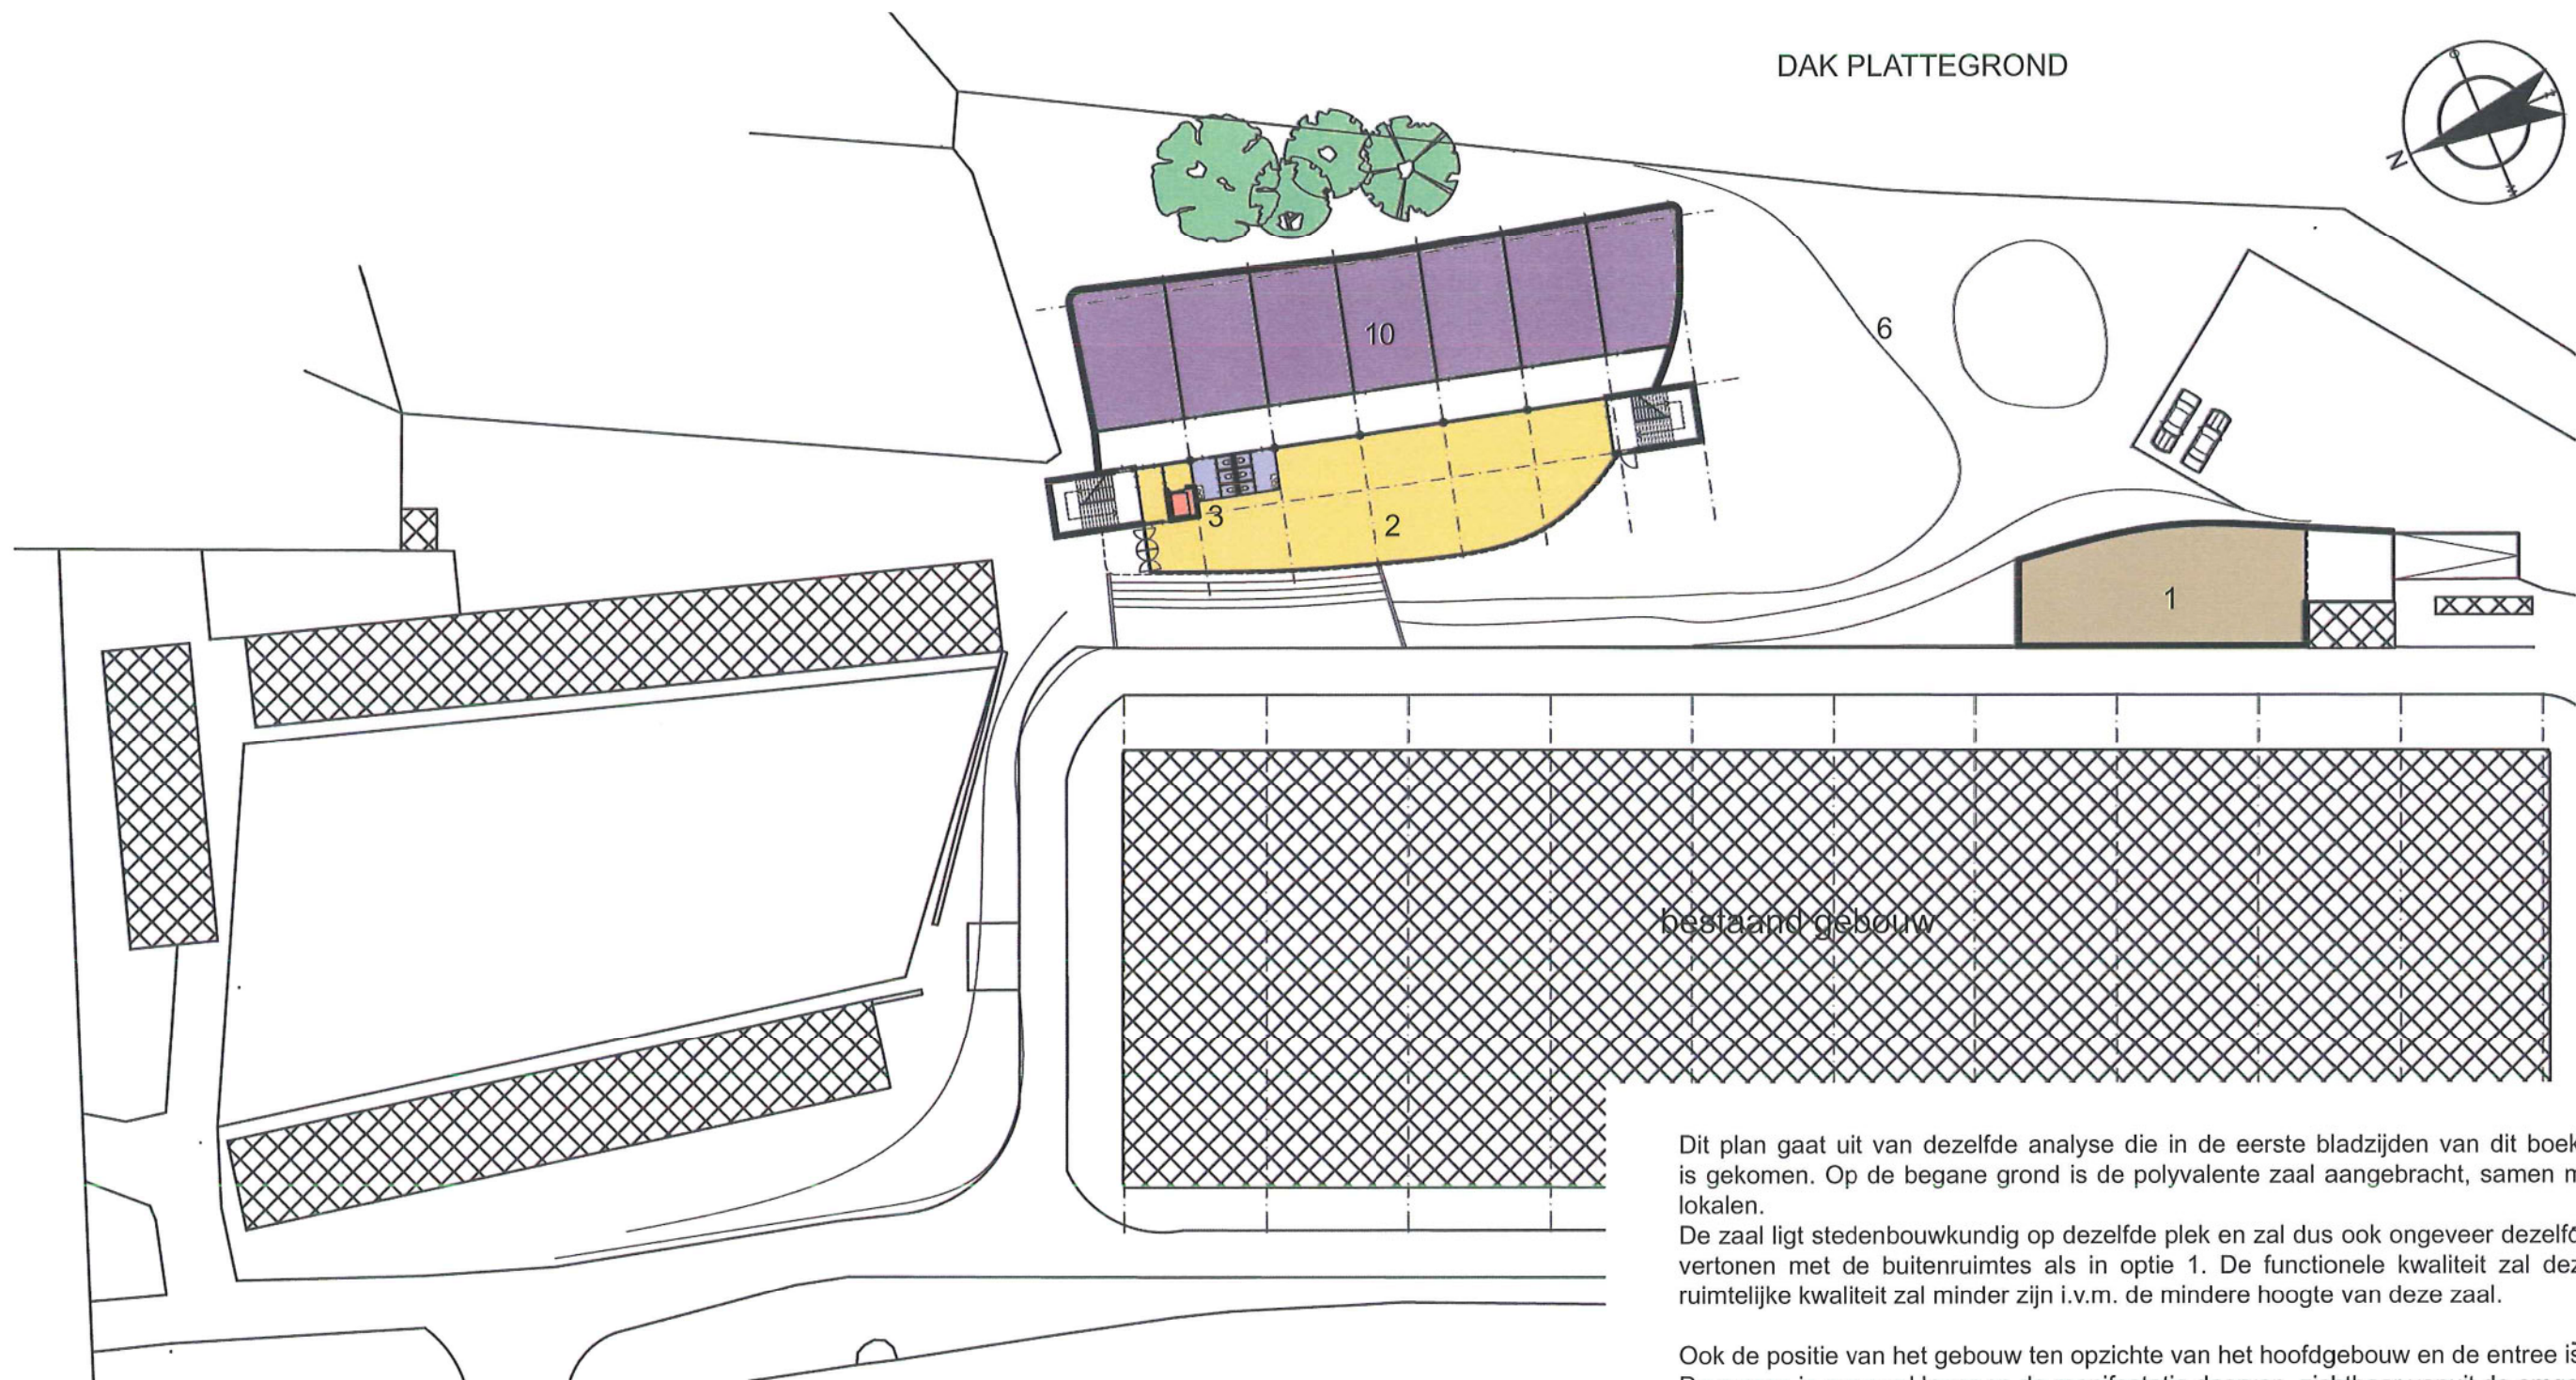 DAK PLATTEGROND
O
Z
N
W
10
6
3
2
1
bestaand gebouw
Dit plan gaat uit van dezelfde analyse die in de eerste bladzijden van dit boek
is gekomen. Op de begane grond is de polyvalente zaal aangebracht, samen m
lokalen.
De zaal ligt stedenbouwkundig op dezelfde plek en zal dus ook ongeveer dezelfd
vertonen met de buitenruimtes als in optie 1. De functionele kwaliteit zal dez
ruimtelijke kwaliteit zal minder zijn i.v.m. de mindere hoogte van deze zaal.
Ook de positie van het gebouw ten opzichte van het hoofdgebouw en de entree is